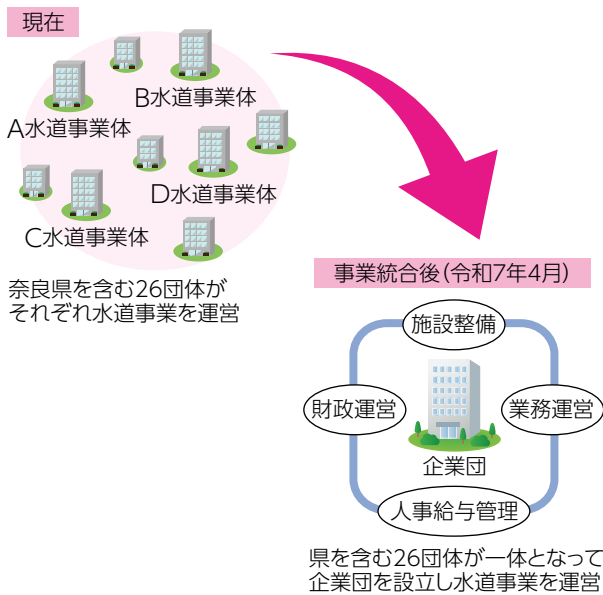 現在
B水道事業体
A水道事業体
D水道事業体
C水道事業体
奈良県を含む26団体が
それぞれ水道事業を運営
事業統合後(令和7年4月)
施設整備
財政運営
業務運営
企業団
人事給与管理
県を含む26団体が一体となって
企業団を設立し水道事業を運営